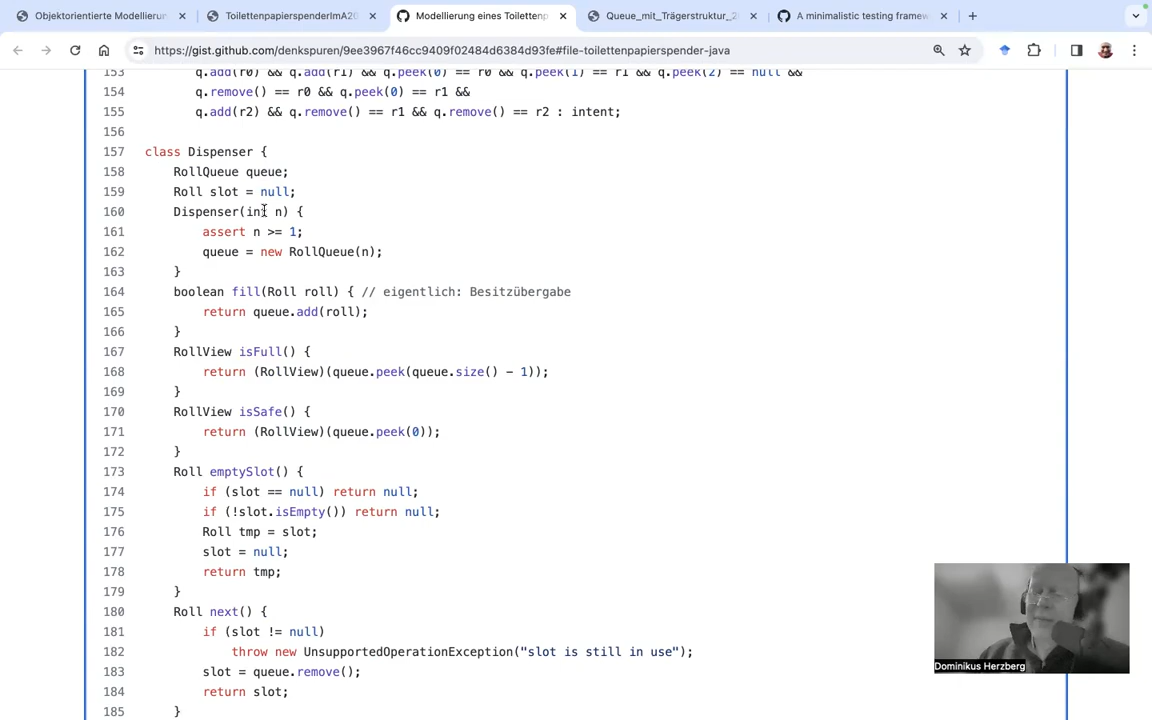 Objektorientierte Modellierun
ToilettenpapierspenderImA20
Modellierung eines Toilettenp
Queue_mit_Trägerstruktur_2
A minimalistic testing framew
https://gist.github.com/denkspuren/9ee3967f46cc9409f02484d6384d93fe#file-toilettenpapierspender-java
153 q.add(r0) && q.add(r1) && q.peek(0) == r0 && q.peek(1) == r1 && q.peek(2) == null &&
154 q.remove() == r0 && q.peek(0) == r1 &&
155 q.add(r2) && q.remove() == r1 && q.remove() == r2 : intent;
156
157 class Dispenser {
158 RollQueue queue;
159 Roll slot = null;
160 Dispenser(int n) {
161 assert n >= 1;
162 queue = new RollQueue(n);
163 }
164 boolean fill(Roll roll) { // eigentlich: Besitzübergabe
165 return queue.add(roll);
166 }
167 RollView isFull() {
168 return (RollView)(queue.peek(queue.size() - 1));
169 }
170 RollView isSafe() {
171 return (RollView)(queue.peek(0));
172 }
173 Roll emptySlot() {
174 if (slot == null) return null;
175 if (!slot.isEmpty()) return null;
176 Roll tmp = slot;
177 slot = null;
178 return tmp;
179 }
180 Roll next() {
181 if (slot != null)
182 throw new UnsupportedOperationException("slot is still in use");
183 slot = queue.remove();
184 return slot;
185 }
Dominikus Herzberg